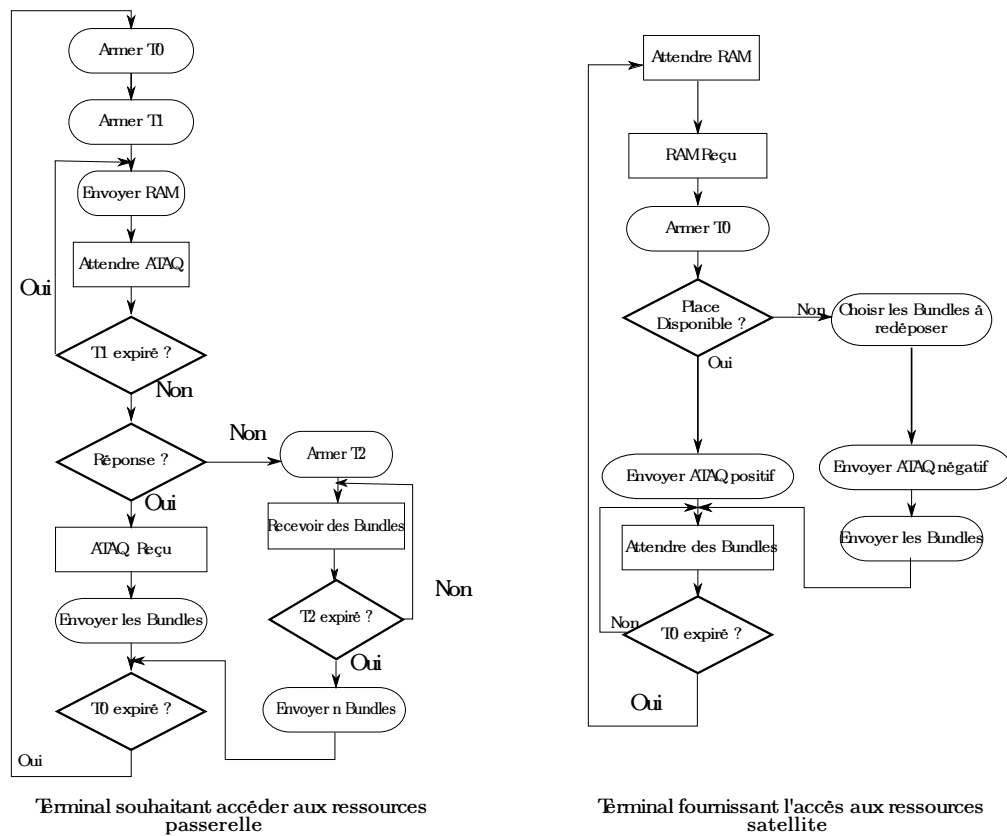 Armer T0
Armer T1
Envoyer RAM
Attendre ATAQ
Oui
T1 expiré ?
Non
Réponse ?
Non
Oui
Armer T2
Recevoir des Bundles
ATAQ Reçu
Non
Envoyer les Bundles
T2 expiré ?
Oui
T0 expiré ?
Envoyer n Bundles
Oui
Terminal souhaitant accéder aux ressources
passerelle
Attendre RAM
RAM Reçu
Armer T0
Place
Disponible ?
Non
Choisr les Bundles à
redéposer
Oui
Envoyer ATAQ positif
Envoyer ATAQ négatif
Attendre des Bundles
Envoyer les Bundles
Non
T0 expiré ?
Oui
Terminal fournissant l'accès aux ressources
satellite